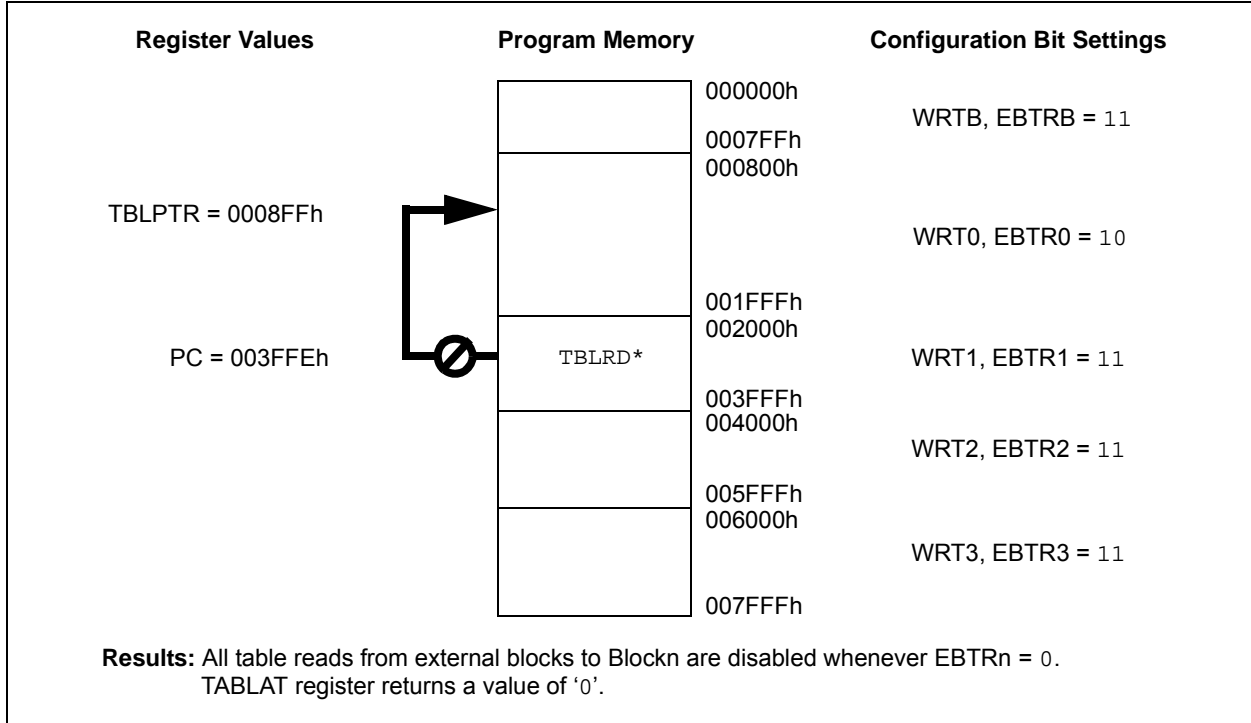 Register Values Program Memory Configuration Bit Settings
000000h
WRTB, EBTRB = 11
0007FFh
000800h
TBLPTR = 0008FFh
WRT0, EBTR0 = 10
001FFFh
002000h
PC = 003FFEh TBLRD* WRT1, EBTR1 = 11
003FFFh
004000h
WRT2, EBTR2 = 11
005FFFh
006000h
WRT3, EBTR3 = 11
007FFFh
Results: All table reads from external blocks to Blockn are disabled whenever EBTRn = 0.
TABLAT register returns a value of ‘0’.